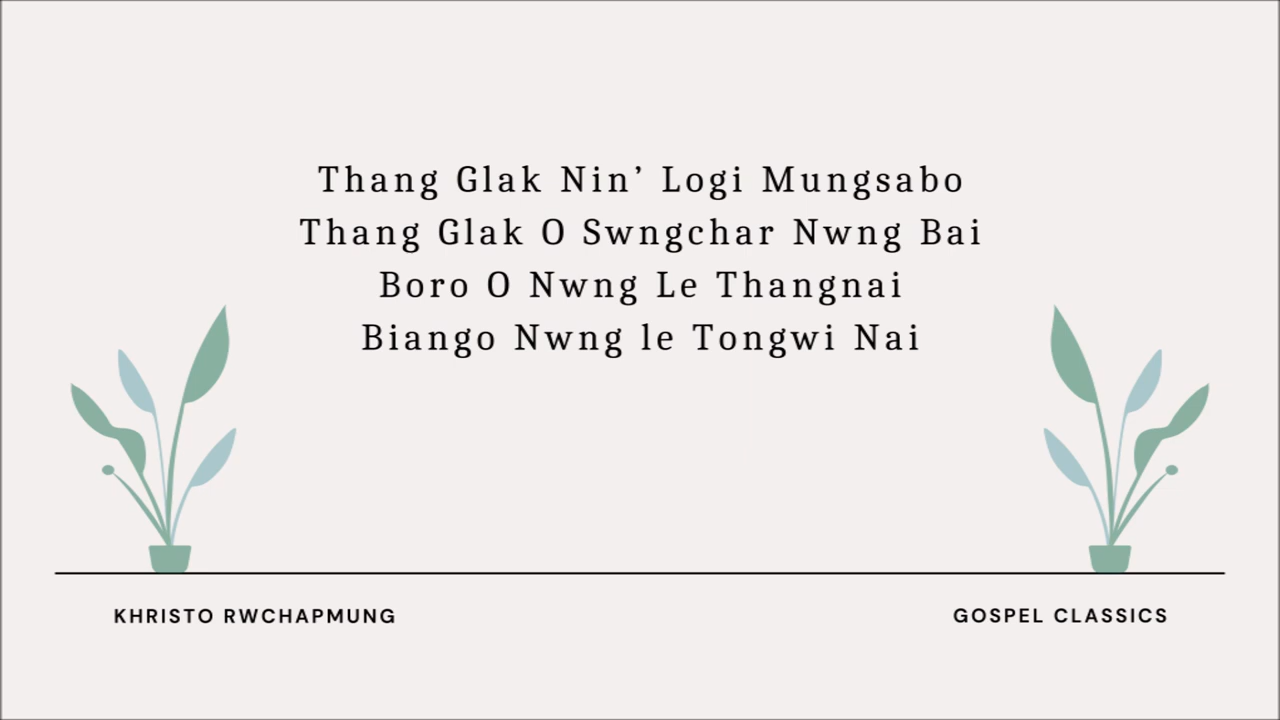 Thang Glak Nin’ Logi Mungsabo
Thang Glak O Swngchar Nwng Bai
Boro O Nwng Le Thangnai
Biango Nwng le Tongwi Nai
KHRISTO RWCHAPMUNG
GOSPEL CLASSICS